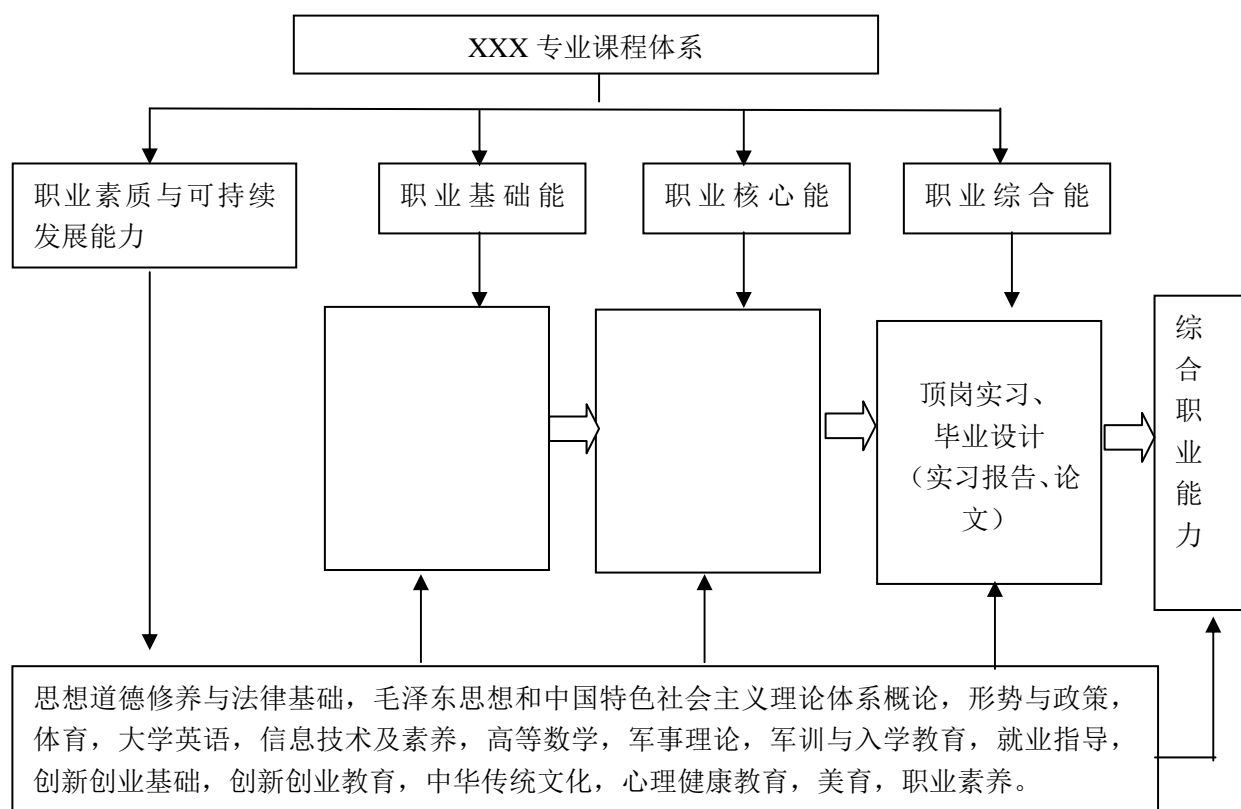 XXX 专业课程体系
职业素质与可持续
发展能力
职业基础能
职业核心能
职业综合能
顶岗实习、
毕业设计
（实习报告、论
文）
综
合
职
业
能
力
思想道德修养与法律基础，毛泽东思想和中国特色社会主义理论体系概论，形势与政策，
体育，大学英语，信息技术及素养，高等数学，军事理论，军训与入学教育，就业指导，
创新创业基础，创新创业教育，中华传统文化，心理健康教育，美育，职业素养。